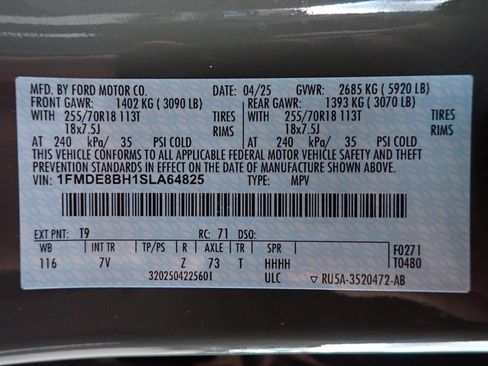 MFD. BY FORD MOTOR CO. DATE: 04/25 GVWR: 2685 KG (5920 LB)
FRONT GAWR: 1402 KG (3090 LB) REAR GAWR: 1393 KG (3070 LB)
WITH 255/70R18 113T TIRES WITH 255/70R18 113T TIRES
18x7.5J RIMS 18x7.5J RIMS
AT 240 kPa/ 35 PSI COLD AT 240 kPa/ 35 PSI COLD
THIS VEHICLE CONFORMS TO ALL APPLICABLE FEDERAL MOTOR VEHICLE SAFETY AND THEFT
PREVENTION STANDARDS IN EFFECT ON THE DATE OF MANUFACTURE SHOWN ABOVE.
VIN: 1FMDE8BH1SLA64825 TYPE: MPV
EXT PNT: T9 RC: 71 DSO: F0271
WB INT TR TP/PS R AXLE TR SPR T0480
116 7V Z 73 T HHHH
3202504225601 ULC ▽ RU5A-3520472-AB